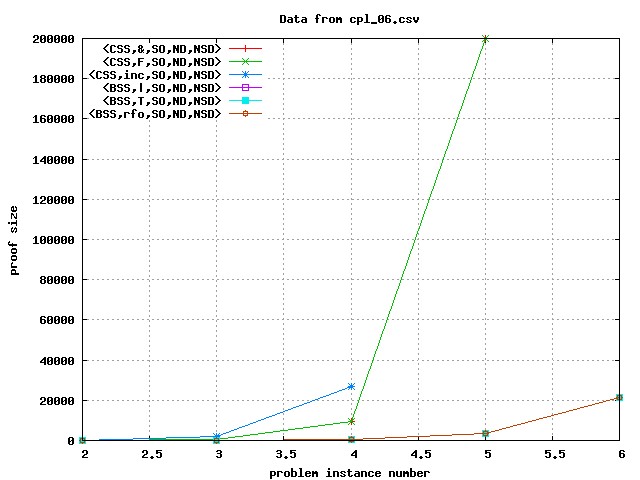 Data from cpl_06.csv
200000
180000
160000
140000
120000
100000
80000
60000
40000
20000
0
proof size
<CSS,&,SO,ND,NSD>
<CSS,F,SO,ND,NSD>
<CSS,inc,SO,ND,NSD>
<BSS,l,SO,ND,NSD>
<BSS,T,SO,ND,NSD>
<BSS,rfo,SO,ND,NSD>
2 2.5 3 3.5 4 4.5 5 5.5 6
problem instance number